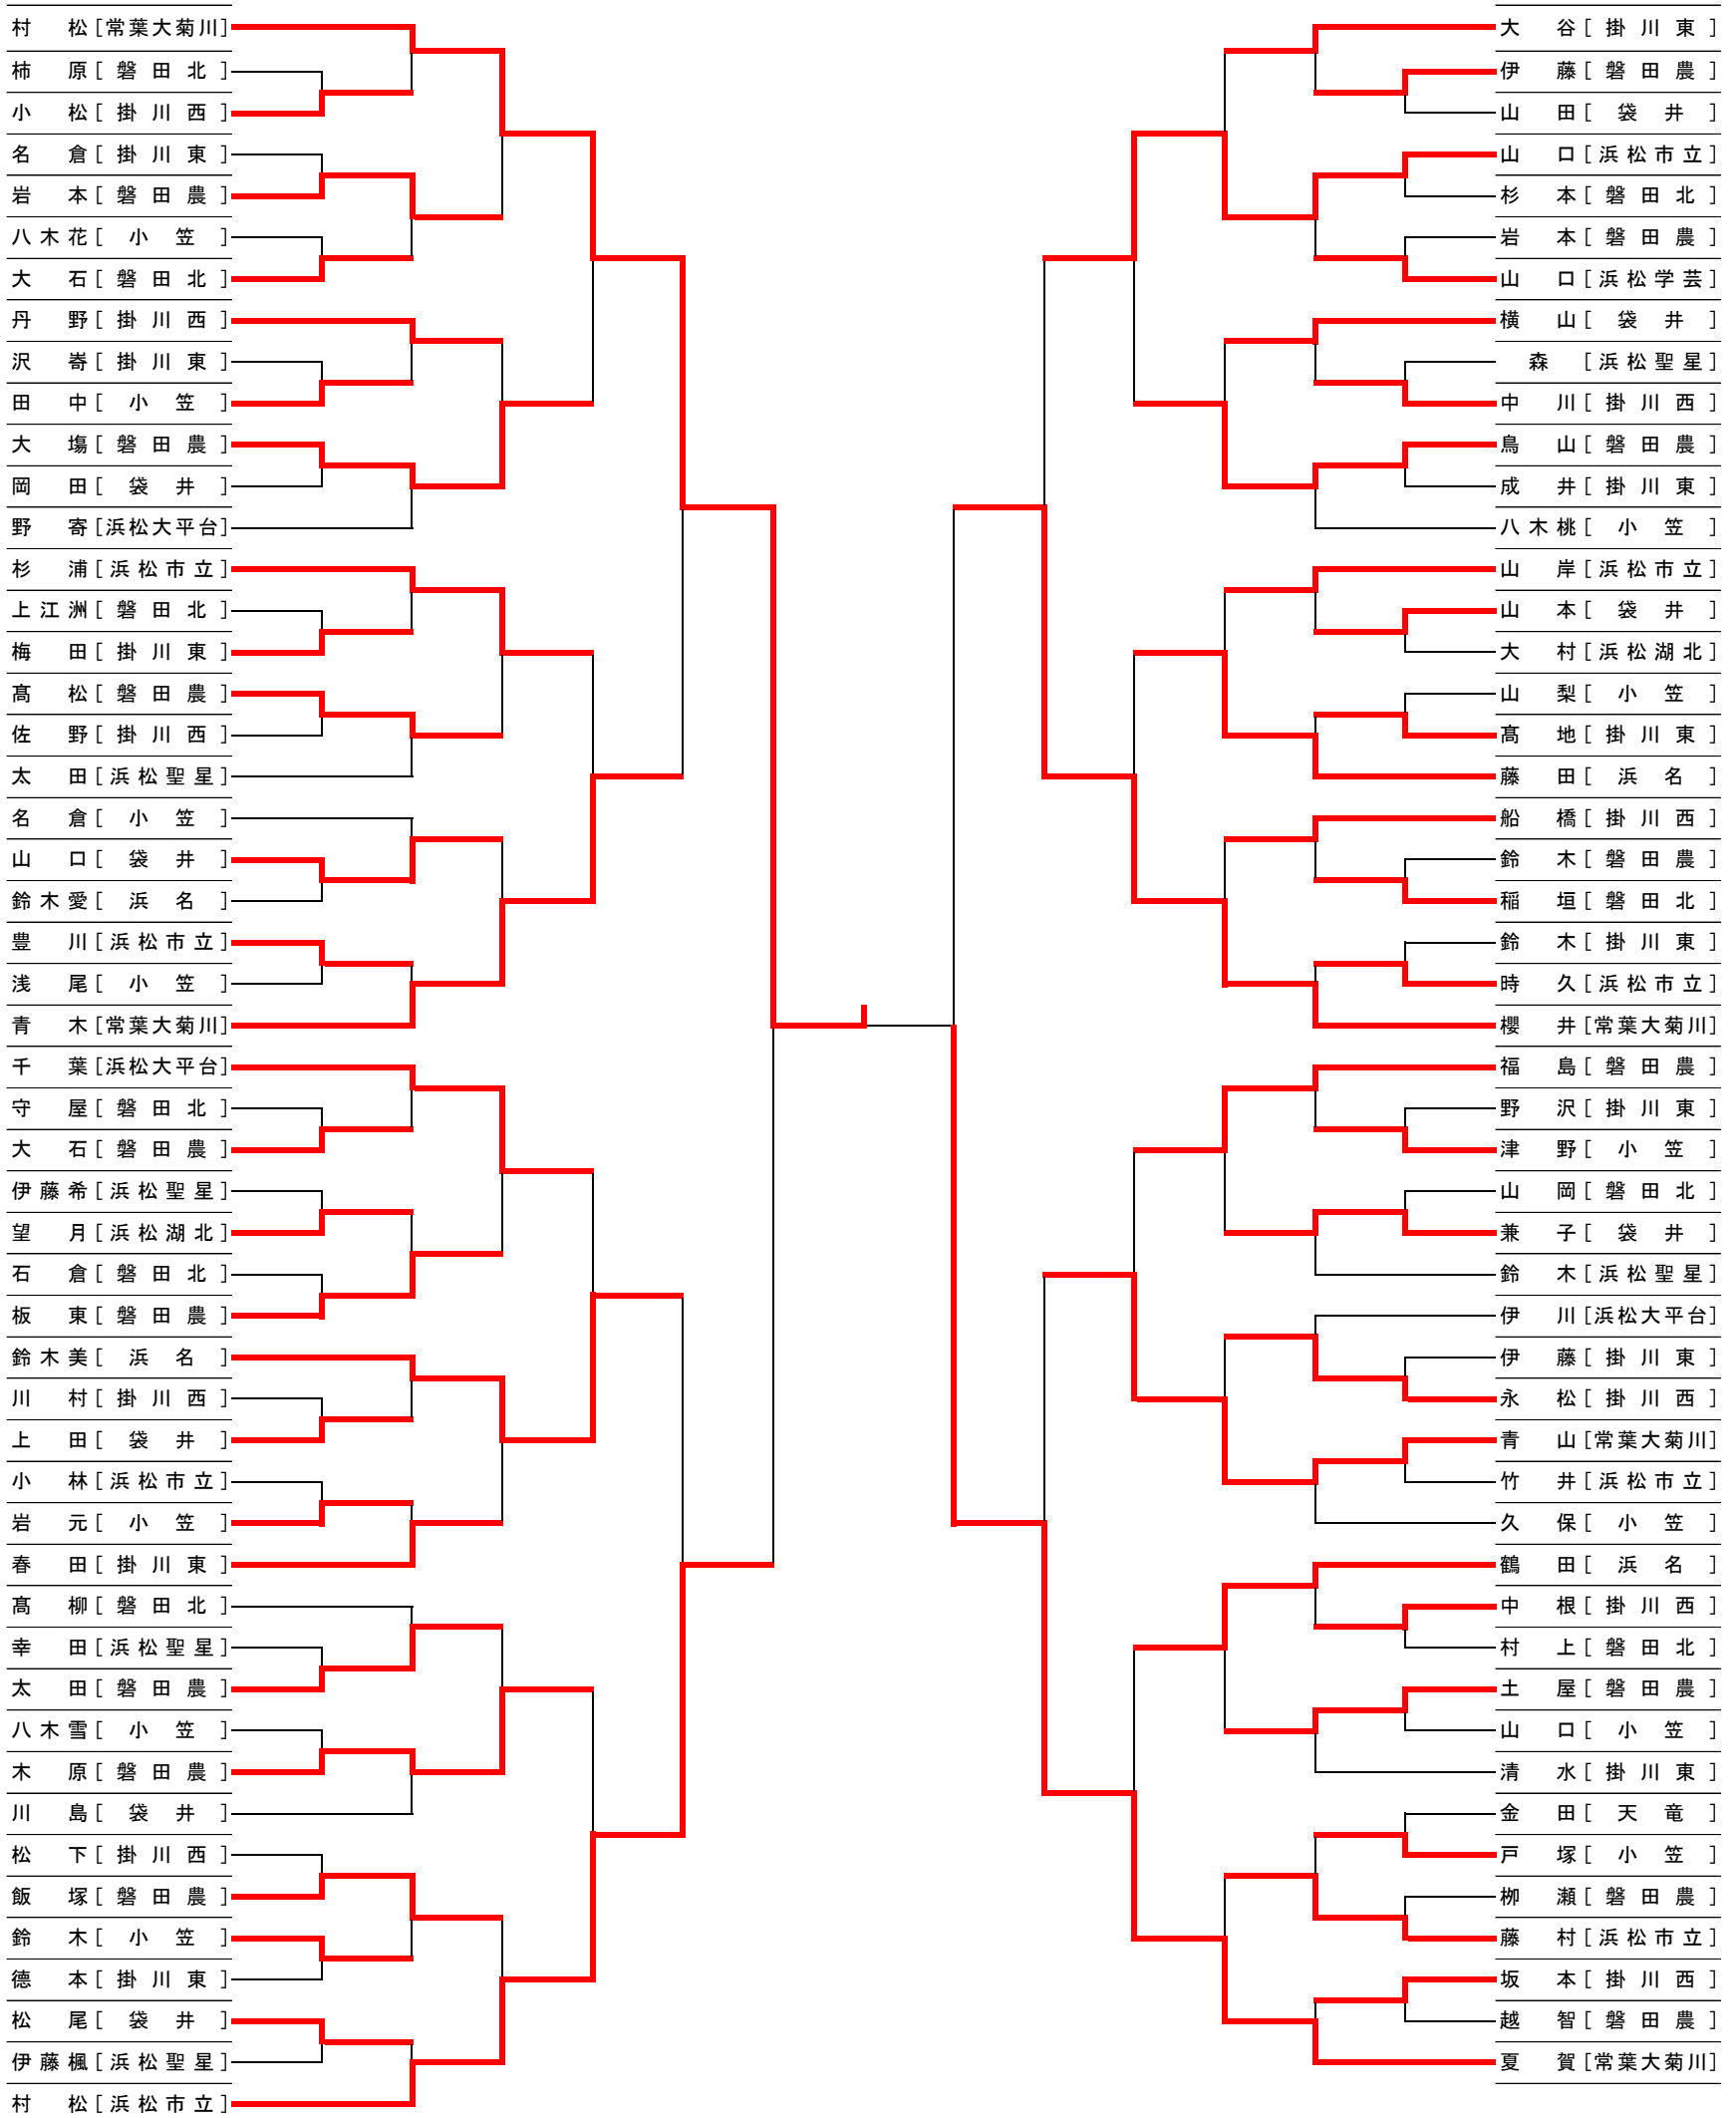 村松[常葉大菊川]
柿原[磐田北]
小松[掛川西]
名倉[掛川東]
岩本[磐田農]
八木花[小笠]
大石[磐田北]
丹野[掛川西]
沢嵜[掛川東]
田中[小笠]
大塲[磐田農]
岡田[袋井]
野寄[浜松大平台]
杉浦[浜松市立]
上江洲[磐田北]
梅田[掛川東]
髙松[磐田農]
佐野[掛川西]
太田[浜松聖星]
名倉[小笠]
山口[袋井]
鈴木愛[浜名]
豊川[浜松市立]
浅尾[小笠]
青木[常葉大菊川]
千葉[浜松大平台]
守屋[磐田北]
大石[磐田農]
伊藤希[浜松聖星]
望月[浜松湖北]
石倉[磐田北]
板東[磐田農]
鈴木美[浜名]
川村[掛川西]
上田[袋井]
小林[浜松市立]
岩元[小笠]
春田[掛川東]
髙柳[磐田北]
幸田[浜松聖星]
太田[磐田農]
八木雪[小笠]
木原[磐田農]
川島[袋井]
松下[掛川西]
飯塚[磐田農]
鈴木[小笠]
德本[掛川東]
松尾[袋井]
伊藤楓[浜松聖星]
村松[浜松市立]
大谷[掛川東]
伊藤[磐田農]
山田[袋井]
山口[浜松市立]
杉本[磐田北]
岩本[磐田農]
山口[浜松学芸]
横山[袋井]
森[浜松聖星]
中川[掛川西]
鳥山[磐田農]
成井[掛川東]
八木桃[小笠]
山岸[浜松市立]
山本[袋井]
大村[浜松湖北]
山梨[小笠]
髙地[掛川東]
藤田[浜名]
船橋[掛川西]
鈴木[磐田農]
稲垣[磐田北]
鈴木[掛川東]
時久[浜松市立]
櫻井[常葉大菊川]
福島[磐田農]
野沢[掛川東]
津野[小笠]
山岡[磐田北]
兼子[袋井]
鈴木[浜松聖星]
伊川[浜松大平台]
伊藤[掛川東]
永松[掛川西]
青山[常葉大菊川]
竹井[浜松市立]
久保[小笠]
鶴田[浜名]
中根[掛川西]
村上[磐田北]
土屋[磐田農]
山口[小笠]
清水[掛川東]
金田[天竜]
戸塚[小笠]
栁瀬[磐田農]
藤村[浜松市立]
坂本[掛川西]
越智[磐田農]
夏賀[常葉大菊川]